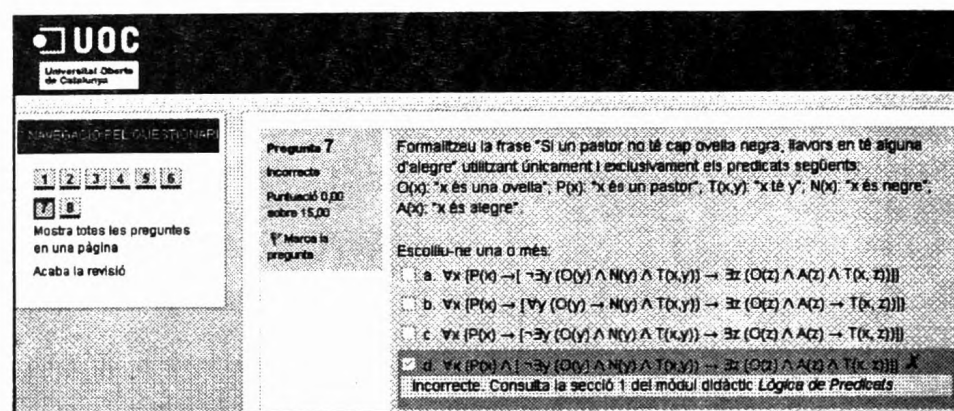 UOC
Universitat Oberta
de Catalunya
NAVEGACIÓ PEL QÜESTIONARI
1 2 3 4 5 6
7 8
Mostra totes les preguntes
en una pàgina
Acaba la revisió
Pregunta 7
Incorrecte
Puntuació 0,00
sobre 15,00
Marca la
pregunta
Formalitzeu la frase "Si un pastor no té cap ovella negra, llavors en té alguna
d'alegre" utilitzant únicament i exclusivament els predicats següents:
O(x): "x és una ovella"; P(x): "x és un pastor"; T(x,y): "x té y"; N(x): "x és negre";
A(x): "x és alegre".
Escolliu-ne una o més:
a. ∀x [P(x) →[ ¬∃y (O(y) ∧ N(y) ∧ T(x,y)) → ∃z (O(z) ∧ A(z) ∧ T(x, z))]]
b. ∀x [P(x) → [∀y (O(y) → N(y) ∧ T(x,y)) → ∃z (O(z) ∧ A(z) → T(x, z))]]
c. ∀x [P(x) → [¬∃y (O(y) ∧ N(y) ∧ T(x,y)) → ∃z (O(z) ∧ A(z) → T(x, z))]]
d. ∀x [P(x) ∧ [ ¬∃y (O(y) ∧ N(y) ∧ T(x,y)) → ∃z (O(z) ∧ A(z) ∧ T(x, z))]] ✗
Incorrecte. Consulta la secció 1 del mòdul didàctic Lògica de Predicats